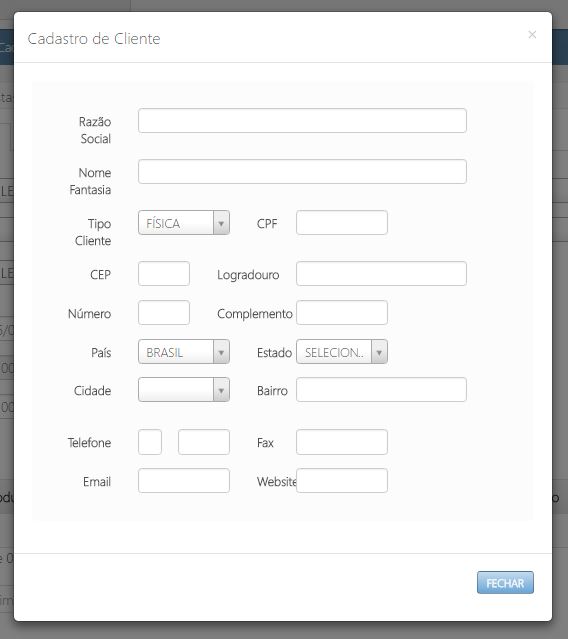 Cadastro de Cliente ×
Razão
Social
Nome
Fantasia
Tipo
Cliente
FÍSICA
CPF
CEP
Logradouro
Número
Complemento
País
BRASIL
Estado
SELECION..
Cidade
Bairro
Telefone
Fax
Email
Website
FECHAR